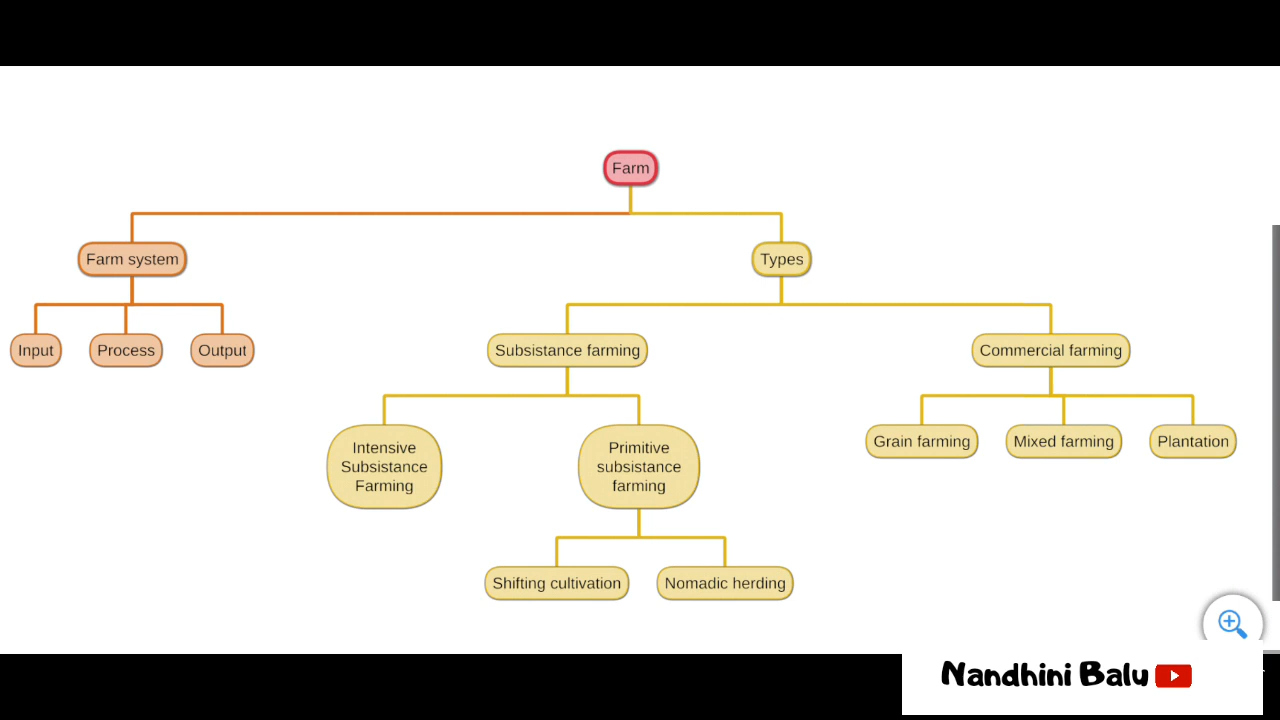 Farm
Farm system
Types
Input
Process
Output
Subsistance farming
Commercial farming
Intensive
Subsistance
Farming
Primitive
subsistance
farming
Grain farming
Mixed farming
Plantation
Shifting cultivation
Nomadic herding
Nandhini Balu